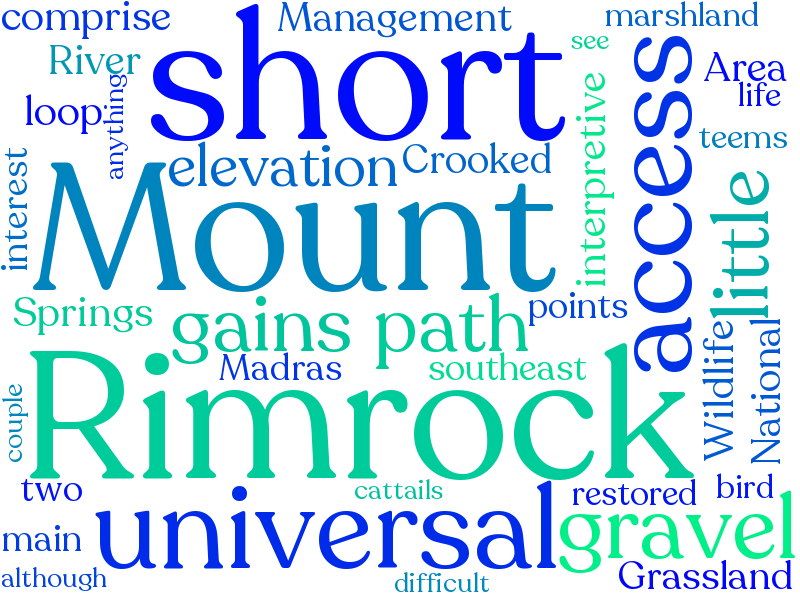 comprise
Management
marshland
short
see
River
Area
life
loop
anything
access
interpretive
teems
elevation
Crooked
interest
Mount
little
Springs
gains
path
points
Madras
southeast
Wildlife
National
Rimrock
couple
two
cattails
restored
bird
main
universal
gravel
although
difficult
Grassland